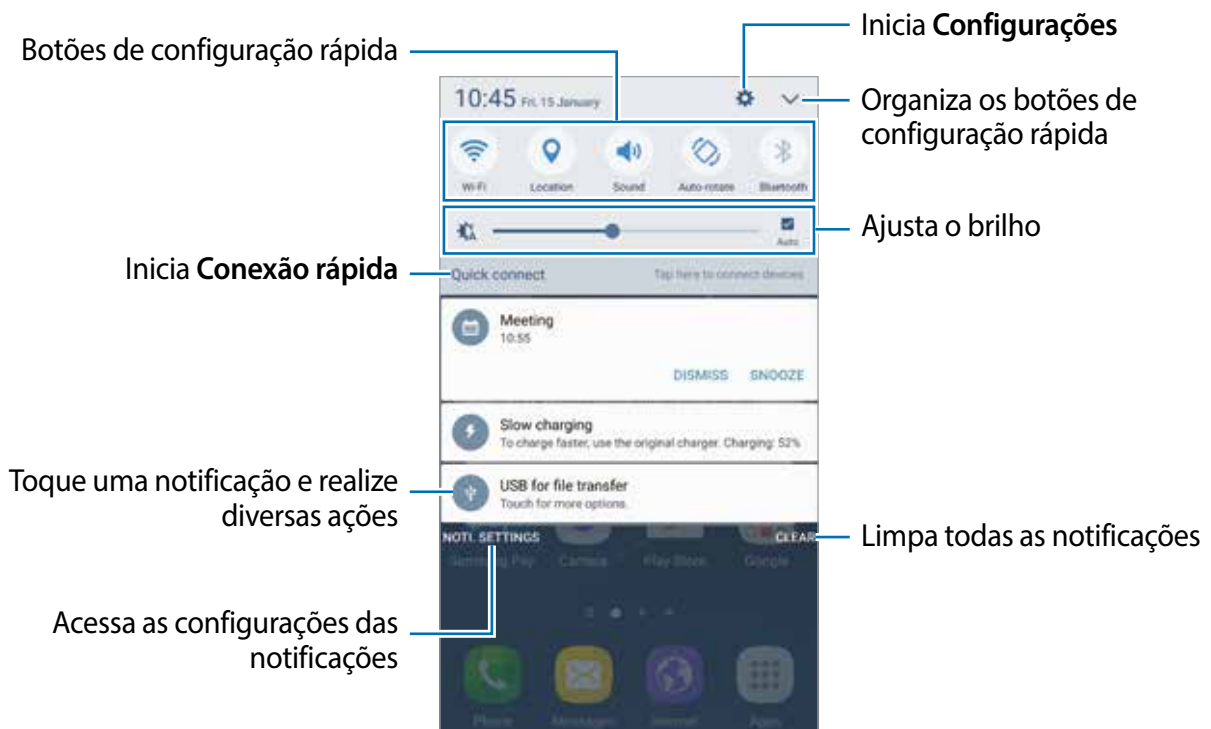 Inicia Configurações
Botões de configuração rápida
10:45 Fri, 15 January
Organiza os botões de
configuração rápida
Wi-Fi Location Sound Auto-rotate Bluetooth
Ajusta o brilho
Auto
Inicia Conexão rápida
Quick connect Tap here to connect devices
Meeting
10:55
DISMISS SNOOZE
Slow charging
To charge faster, use the original charger. Charging: 52%
Toque uma notificação e realize
diversas ações
USB for file transfer
Touch for more options.
NOTI. SETTINGS CLEAR
Limpa todas as notificações
Samsung Pay Camera Play Store Google
Acessa as configurações das
notificações
Phone Messages Internet Apps